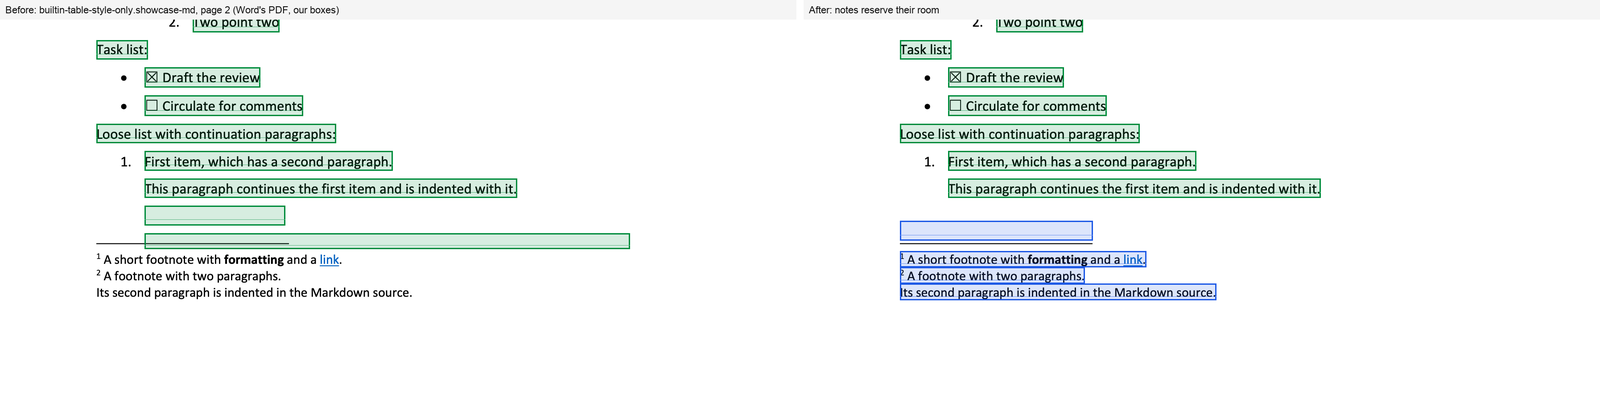 Before: builtin-table-style-only.showcase-md, page 2 (Word's PDF, our boxes)
2. Two point two
Task list:
• ☒ Draft the review
• ☐ Circulate for comments
Loose list with continuation paragraphs:
1. First item, which has a second paragraph.
This paragraph continues the first item and is indented with it.
1 A short footnote with formatting and a link.
2 A footnote with two paragraphs.
Its second paragraph is indented in the Markdown source.
After: notes reserve their room
2. Two point two
Task list:
• ☒ Draft the review
• ☐ Circulate for comments
Loose list with continuation paragraphs:
1. First item, which has a second paragraph.
This paragraph continues the first item and is indented with it.
1 A short footnote with formatting and a link.
2 A footnote with two paragraphs.
Its second paragraph is indented in the Markdown source.